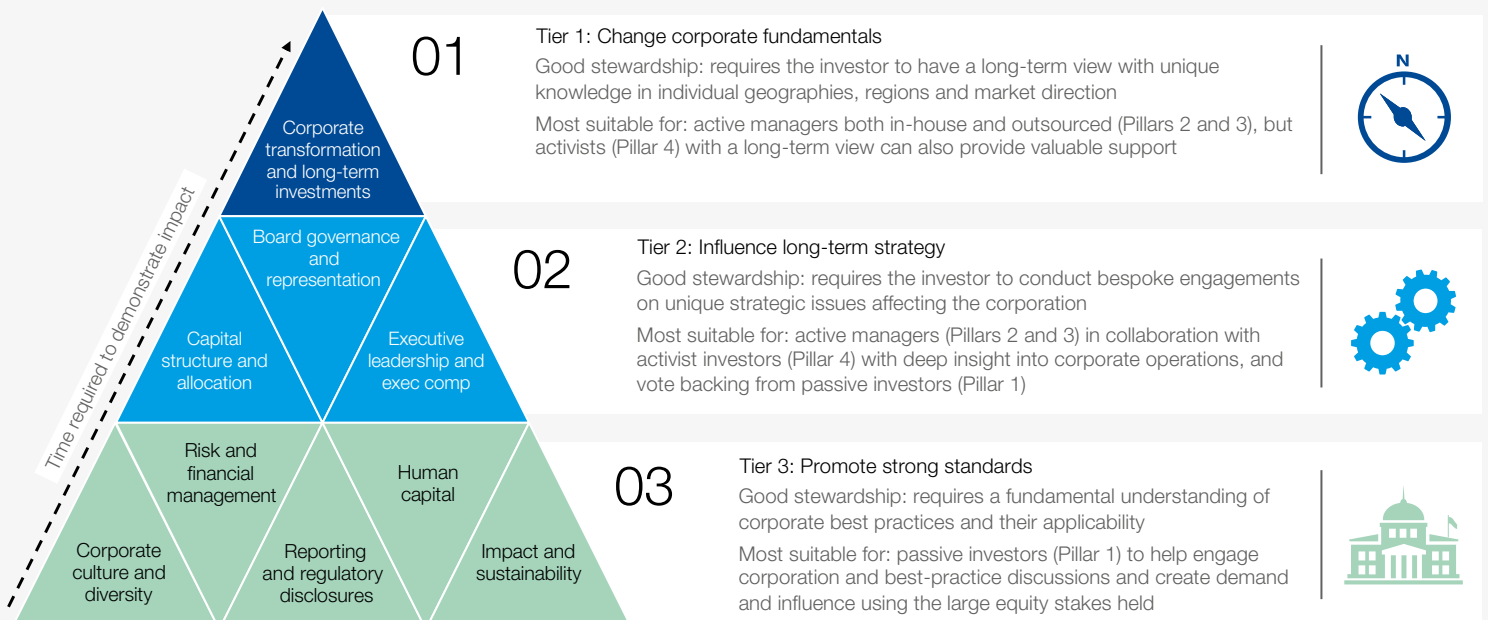 Time required to demonstrate impact
Corporate
transformation
and long-term
investments
Board governance
and
representation
Capital
structure and
allocation
Executive
leadership and
exec comp
Risk and
financial
management
Human
capital
Corporate
culture and
diversity
Reporting
and regulatory
disclosures
Impact and
sustainability
01
Tier 1: Change corporate fundamentals
Good stewardship: requires the investor to have a long-term view with unique
knowledge in individual geographies, regions and market direction
Most suitable for: active managers both in-house and outsourced (Pillars 2 and 3), but
activists (Pillar 4) with a long-term view can also provide valuable support
N
02
Tier 2: Influence long-term strategy
Good stewardship: requires the investor to conduct bespoke engagements
on unique strategic issues affecting the corporation
Most suitable for: active managers (Pillars 2 and 3) in collaboration with
activist investors (Pillar 4) with deep insight into corporate operations, and
vote backing from passive investors (Pillar 1)
03
Tier 3: Promote strong standards
Good stewardship: requires a fundamental understanding of
corporate best practices and their applicability
Most suitable for: passive investors (Pillar 1) to help engage
corporation and best-practice discussions and create demand
and influence using the large equity stakes held